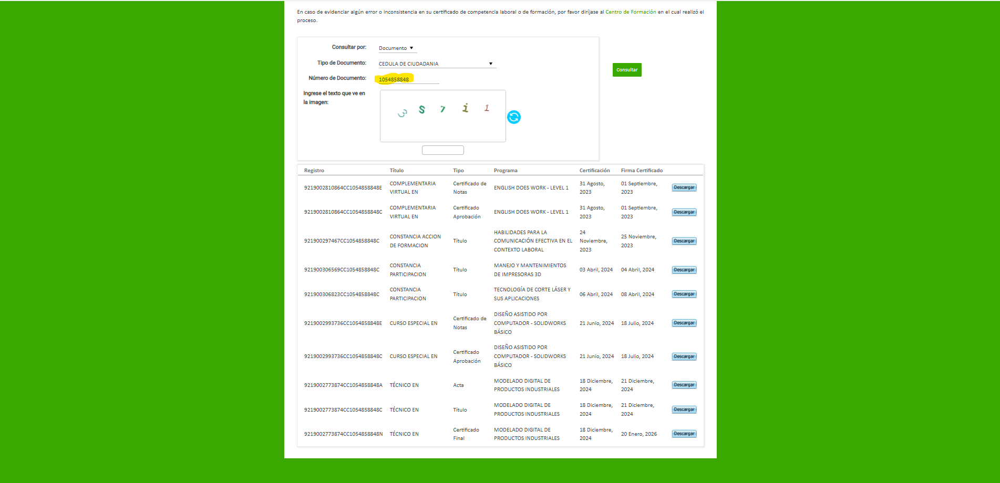 En caso de evidenciar algún error o inconsistencia en su certificado de competencia laboral o de formación, por favor diríjase al Centro de Formación en el cual realizó el
proceso.
Consultar por: Documento
Tipo de Documento: CEDULA DE CIUDADANIA
Consultar
Número de Documento: 1054858848
Ingrese el texto que ve en
la imagen:
3 S 7 i 1
Registro Título Tipo Programa Certificación Firma Certificado
9219002810864CC1054858848E COMPLEMENTARIA VIRTUAL EN Certificado de Notas ENGLISH DOES WORK - LEVEL 1 31 Agosto, 2023 01 Septiembre, 2023 Descargar
9219002810864CC1054858848C COMPLEMENTARIA VIRTUAL EN Certificado Aprobación ENGLISH DOES WORK - LEVEL 1 31 Agosto, 2023 01 Septiembre, 2023 Descargar
921900297467CC1054858848C CONSTANCIA ACCION DE FORMACION Título HABILIDADES PARA LA COMUNICACIÓN EFECTIVA EN EL CONTEXTO LABORAL 24 Noviembre, 2023 25 Noviembre, 2023 Descargar
921900306569CC1054858848C CONSTANCIA PARTICIPACION Título MANEJO Y MANTENIMIENTOS DE IMPRESORAS 3D 03 Abril, 2024 04 Abril, 2024 Descargar
921900306823CC1054858848C CONSTANCIA PARTICIPACION Título TECNOLOGÍA DE CORTE LÁSER Y SUS APLICACIONES 06 Abril, 2024 08 Abril, 2024 Descargar
9219002993736CC1054858848E CURSO ESPECIAL EN Certificado de Notas DISEÑO ASISTIDO POR COMPUTADOR - SOLIDWORKS BÁSICO 21 Junio, 2024 18 Julio, 2024 Descargar
9219002993736CC1054858848C CURSO ESPECIAL EN Certificado Aprobación DISEÑO ASISTIDO POR COMPUTADOR - SOLIDWORKS BÁSICO 21 Junio, 2024 18 Julio, 2024 Descargar
9219002773874CC1054858848A TÉCNICO EN Acta MODELADO DIGITAL DE PRODUCTOS INDUSTRIALES 18 Diciembre, 2024 21 Diciembre, 2024 Descargar
9219002773874CC1054858848C TÉCNICO EN Título MODELADO DIGITAL DE PRODUCTOS INDUSTRIALES 18 Diciembre, 2024 21 Diciembre, 2024 Descargar
9219002773874CC1054858848N TÉCNICO EN Certificado Final MODELADO DIGITAL DE PRODUCTOS INDUSTRIALES 18 Diciembre, 2024 20 Enero, 2026 Descargar